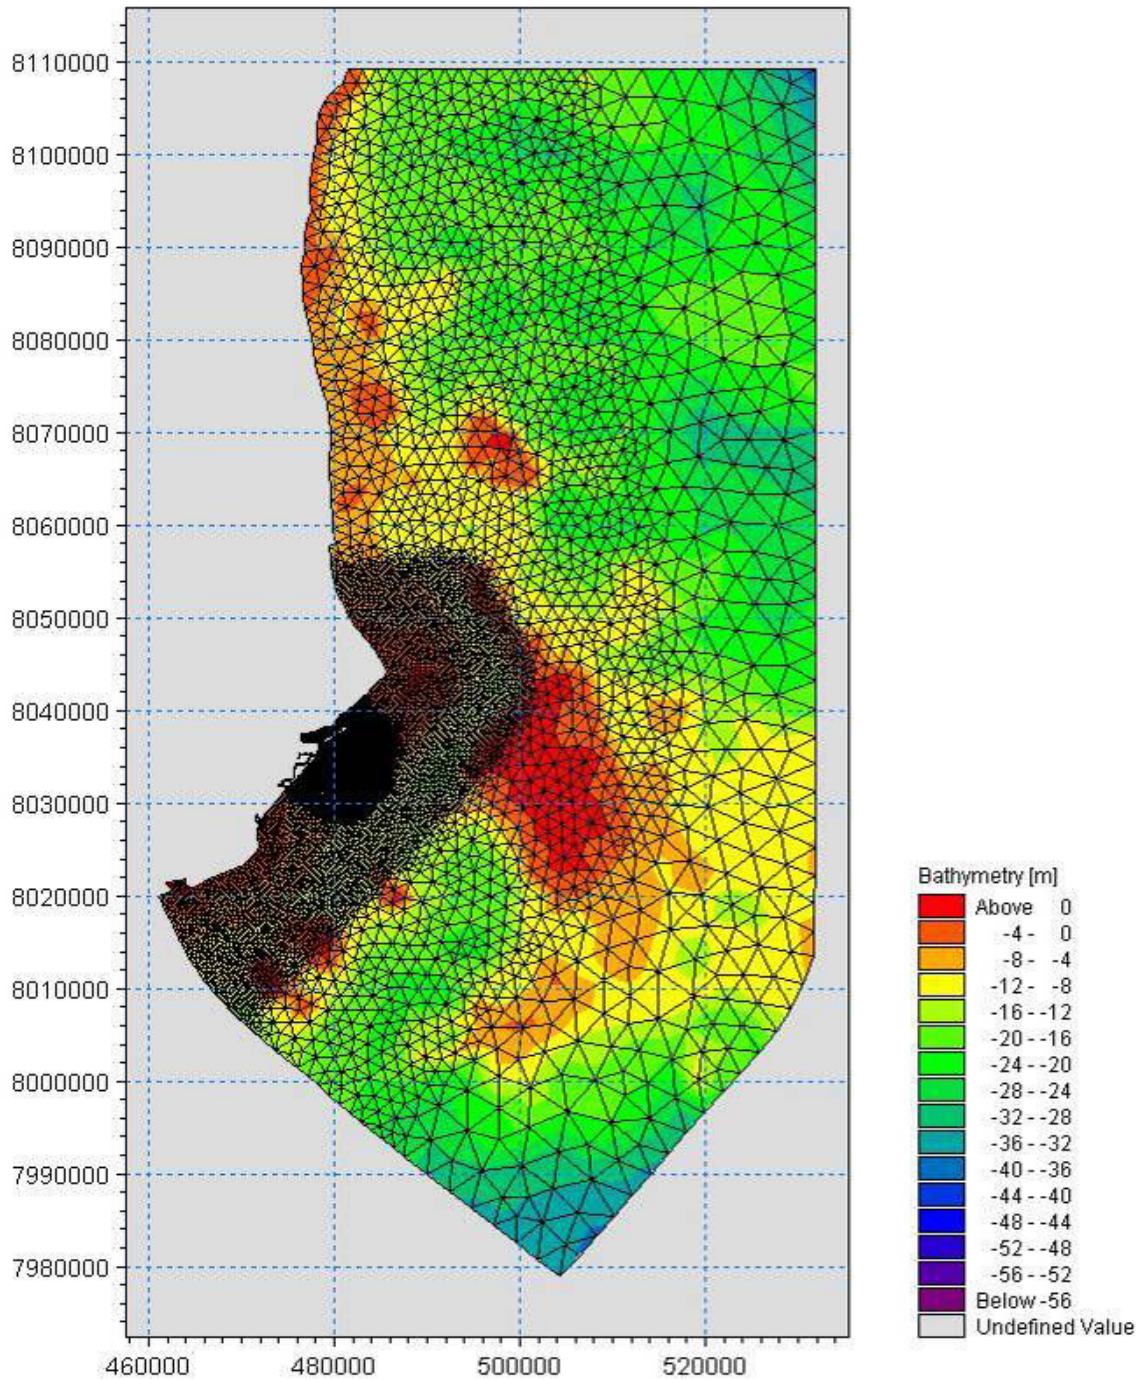 8110000
8100000
8090000
8080000
8070000
8060000
8050000
8040000
8030000
8020000
8010000
8000000
7990000
7980000
460000 480000 500000 520000
Bathymetry [m]
Above 0
-4 - 0
-8 - -4
-12 - -8
-16 - -12
-20 - -16
-24 - -20
-28 - -24
-32 - -28
-36 - -32
-40 - -36
-44 - -40
-48 - -44
-52 - -48
-56 - -52
Below -56
Undefined Value